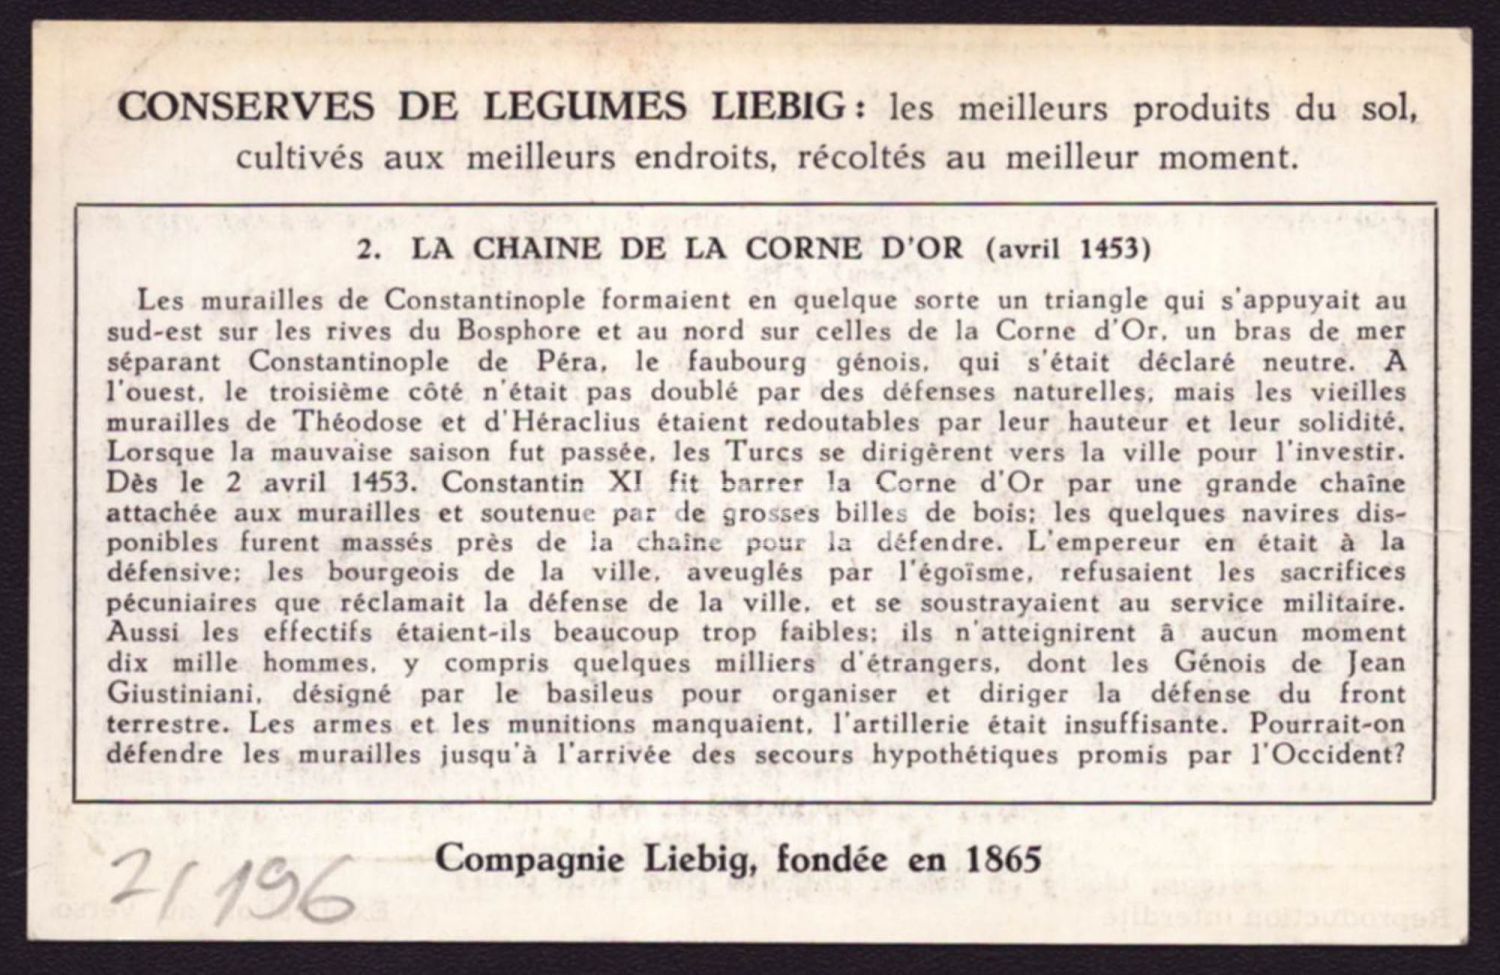 CONSERVES DE LEGUMES LIEBIG: les meilleurs produits du sol,
cultivés aux meilleurs endroits, récoltés au meilleur moment.
2. LA CHAINE DE LA CORNE D'OR (avril 1453)
Les murailles de Constantinople formaient en quelque sorte un triangle qui s'appuyait au
sud-est sur les rives du Bosphore et au nord sur celles de la Corne d'Or, un bras de mer
séparant Constantinople de Péra, le faubourg génois, qui s'était déclaré neutre. A
l'ouest, le troisième côté n'était pas doublé par des défenses naturelles, mais les vieilles
murailles de Théodose et d'Héraclius étaient redoutables par leur hauteur et leur solidité.
Lorsque la mauvaise saison fut passée, les Turcs se dirigèrent vers la ville pour l'investir.
Dès le 2 avril 1453, Constantin XI fit barrer la Corne d'Or par une grande chaîne
attachée aux murailles et soutenue par de grosses billes de bois; les quelques navires dis-
ponibles furent massés près de la chaîne pour la défendre. L'empereur en était à la
défensive; les bourgeois de la ville, aveuglés par l'égoïsme, refusaient les sacrifices
pécuniaires que réclamait la défense de la ville, et se soustrayaient au service militaire.
Aussi les effectifs étaient-ils beaucoup trop faibles; ils n'atteignirent â aucun moment
dix mille hommes, y compris quelques milliers d'étrangers, dont les Génois de Jean
Giustiniani, désigné par le basileus pour organiser et diriger la défense du front
terrestre. Les armes et les munitions manquaient, l'artillerie était insuffisante. Pourrait-on
défendre les murailles jusqu'à l'arrivée des secours hypothétiques promis par l'Occident?
Compagnie Liebig, fondée en 1865
2/196